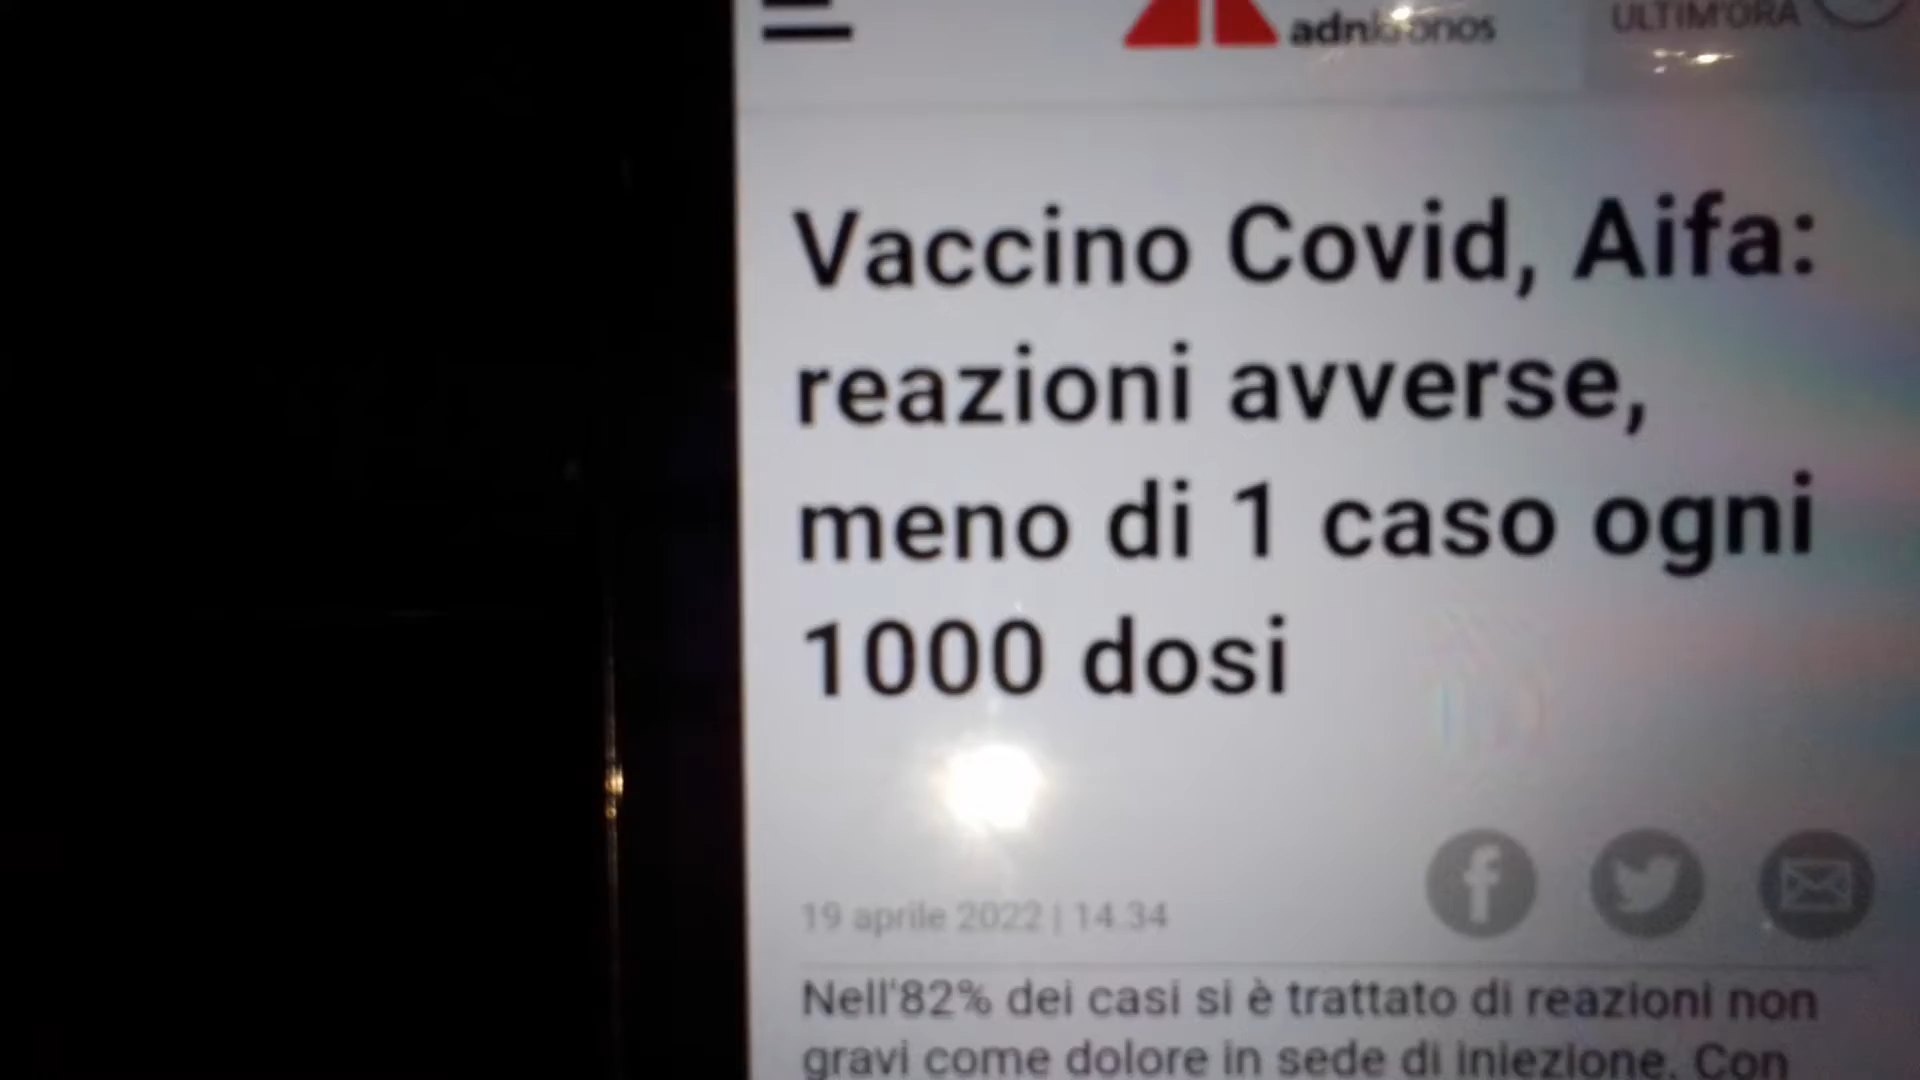 adnkronos
ULTIM'ORA
Vaccino Covid, Aifa:
reazioni avverse,
meno di 1 caso ogni
1000 dosi
19 aprile 2022 | 14.34
Nell'82% dei casi si è trattato di reazioni non
gravi come dolore in sede di iniezione. Con